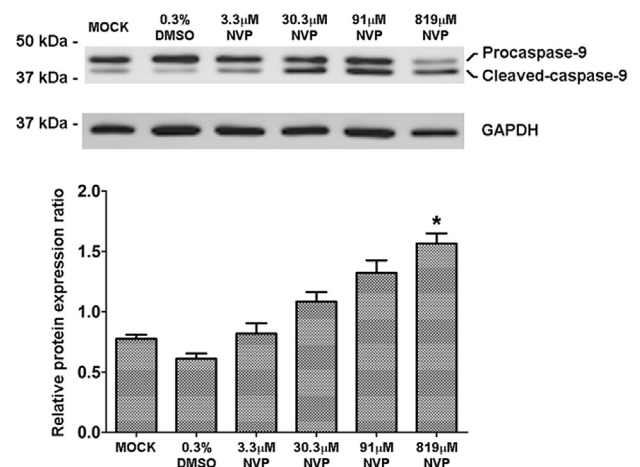 MOCK 0.3% DMSO 3.3μM NVP 30.3μM NVP 91μM NVP 819μM NVP
50 kDa -
37 kDa -
Procaspase-9
Cleaved-caspase-9
37 kDa -
GAPDH
Relative protein expression ratio
2.0
1.5
1.0
0.5
0.0
*
MOCK 0.3% DMSO 3.3μM NVP 30.3μM NVP 91μM NVP 819μM NVP